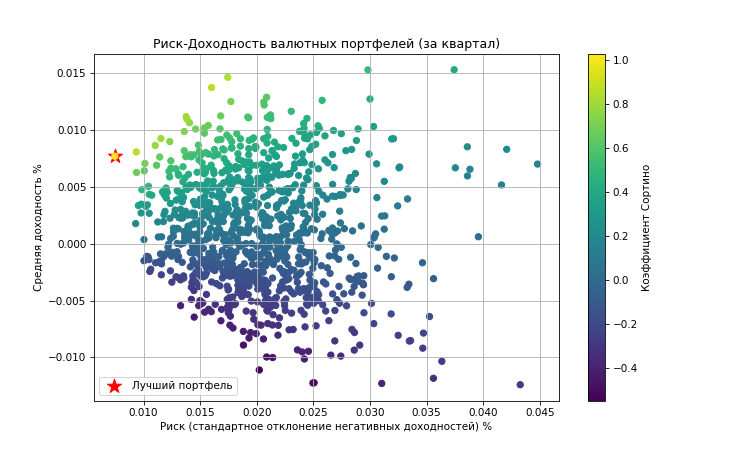 Риск-Доходность валютных портфелей (за квартал)
Средняя доходность %
0.015
0.010
0.005
0.000
−0.005
−0.010
Лучший портфель
0.010 0.015 0.020 0.025 0.030 0.035 0.040 0.045
Риск (стандартное отклонение негативных доходностей) %
1.0
0.8
0.6
0.4
0.2
0.0
−0.2
−0.4
Коэффициент Сортино